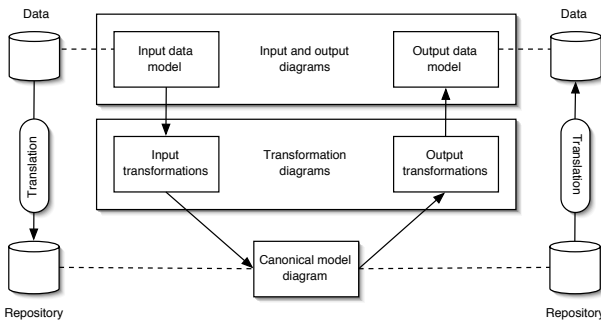 Data
Data
Input data
model
Input and output
diagrams
Output data
model
Translation
Input
transformations
Transformation
diagrams
Output
transformations
Translation
Canonical model
diagram
Repository
Repository